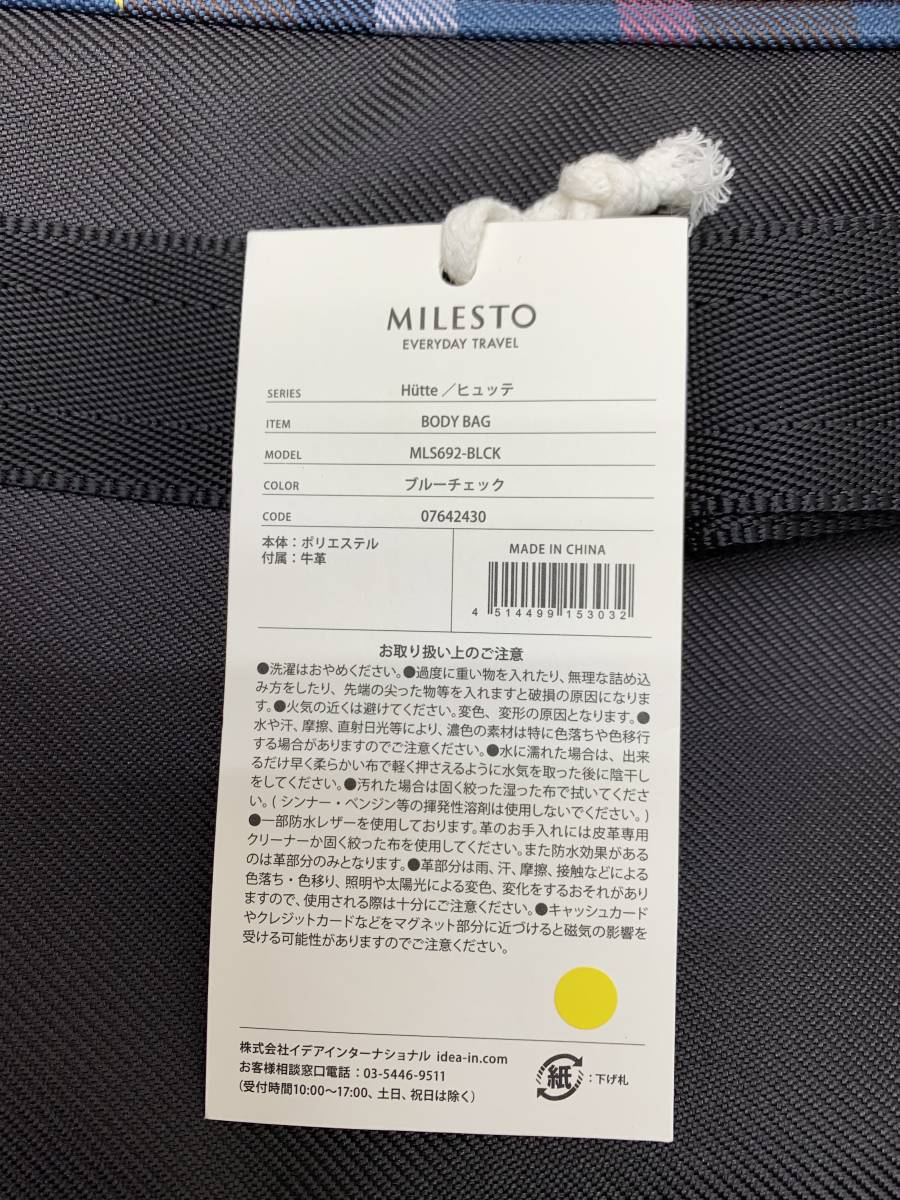 MILESTO
EVERYDAY TRAVEL
SERIES Hütte／ヒュッテ
ITEM BODY BAG
MODEL MLS692-BLCK
COLOR ブルーチェック
CODE 07642430
本体：ポリエステル
付属：牛革
MADE IN CHINA
4 514499 153032
お取り扱い上のご注意
●洗濯はおやめください。●過度に重い物を入れたり、無理な詰め込
み方をしたり、先端の尖った物等を入れますと破損の原因になりま
す。●火気の近くは避けてください。変色、変形の原因となります。●
水や汗、摩擦、直射日光等により、濃色の素材は特に色落ちや色移行
する場合がありますのでご注意ください。●水に濡れた場合は、出来
るだけ早く柔らかい布で軽く押さえるように水気を取った後に陰干し
をしてください。●汚れた場合は固く絞った湿った布で拭いてくださ
い。( シンナー・ベンジン等の揮発性溶剤は使用しないでください。)
●一部防水レザーを使用しております。革のお手入れには皮革専用
クリーナーか固く絞った布を使用してください。また防水効果がある
のは革部分のみとなります。●革部分は雨、汗、摩擦、接触などによる
色落ち・色移り、照明や太陽光による変色、変化をするおそれがあり
ますので、使用される際は十分にご注意ください。●キャッシュカード
やクレジットカードなどをマグネット部分に近づけると磁気の影響を
受ける可能性がありますのでご注意ください。
株式会社イデアインターナショナル idea-in.com
お客様相談窓口電話：03-5446-9511
(受付時間10:00〜17:00、土日、祝日は除く)
紙：下げ札